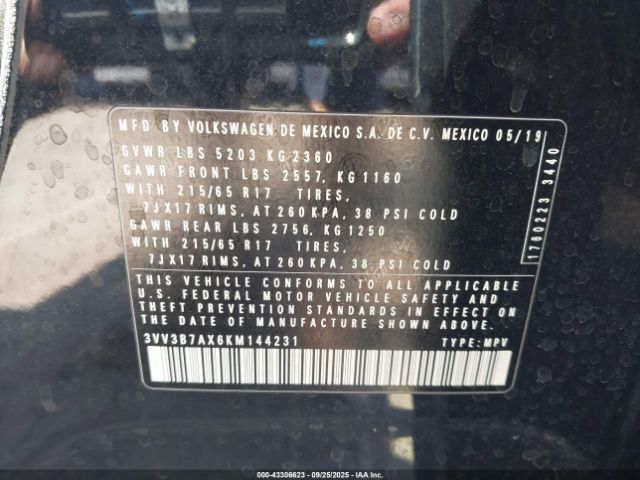 MFD BY VOLKSWAGEN DE MEXICO S.A. DE C.V. MEXICO 05/19
GVWR LBS 5203 KG 2360
GAWR FRONT LBS 2557, KG 1160
WITH 215/65 R17 TIRES,
7JX17 RIMS, AT 260 KPA, 38 PSI COLD
GAWR REAR LBS 2756, KG 1250
WITH 215/65 R17 TIRES,
7JX17 RIMS, AT 260 KPA, 38 PSI COLD
1760223 3440
THIS VEHICLE CONFORMS TO ALL APPLICABLE
U.S. FEDERAL MOTOR VEHICLE SAFETY AND
THEFT PREVENTION STANDARDS IN EFFECT
ON THE DATE OF MANUFACTURE SHOWN ABOVE
3VV3B7AX6KM144231 TYPE: MPV
00-43306623 - 09/25/2025 - IAA Inc.